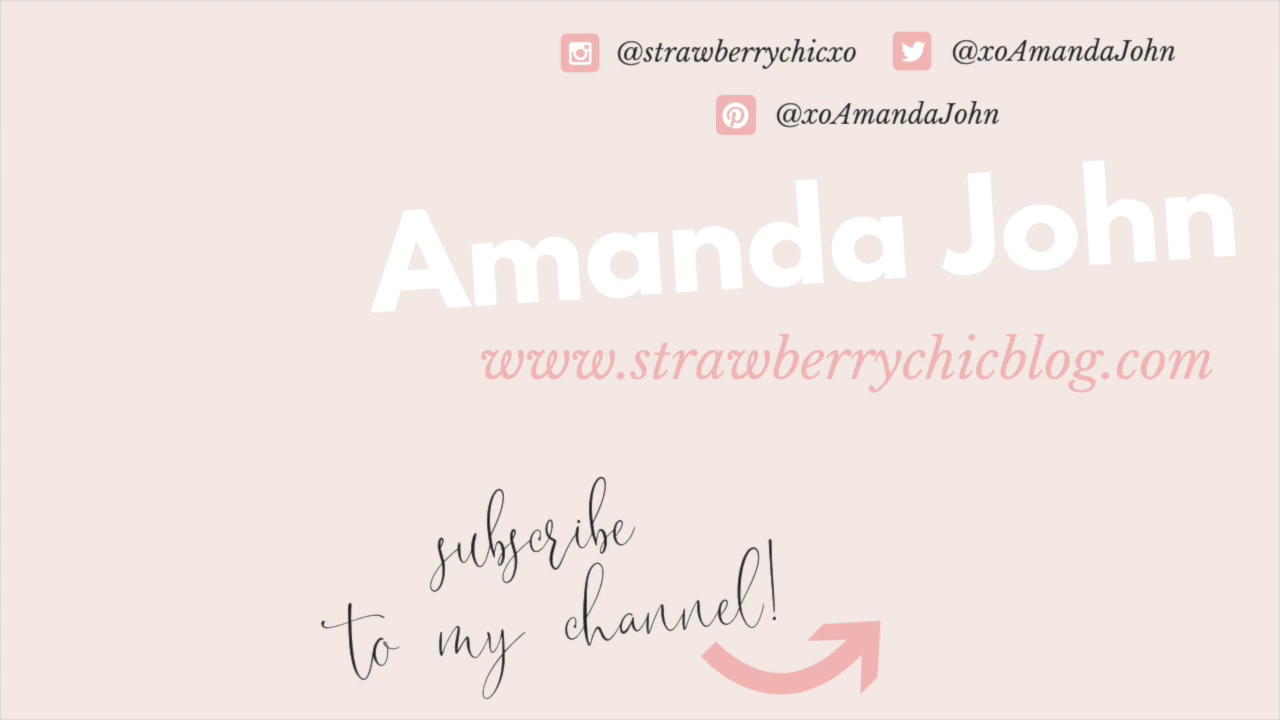 @strawberrychicxo @xoAmandaJohn
@xoAmandaJohn
Amanda John
www.strawberrychicblog.com
subscribe
to my channel!